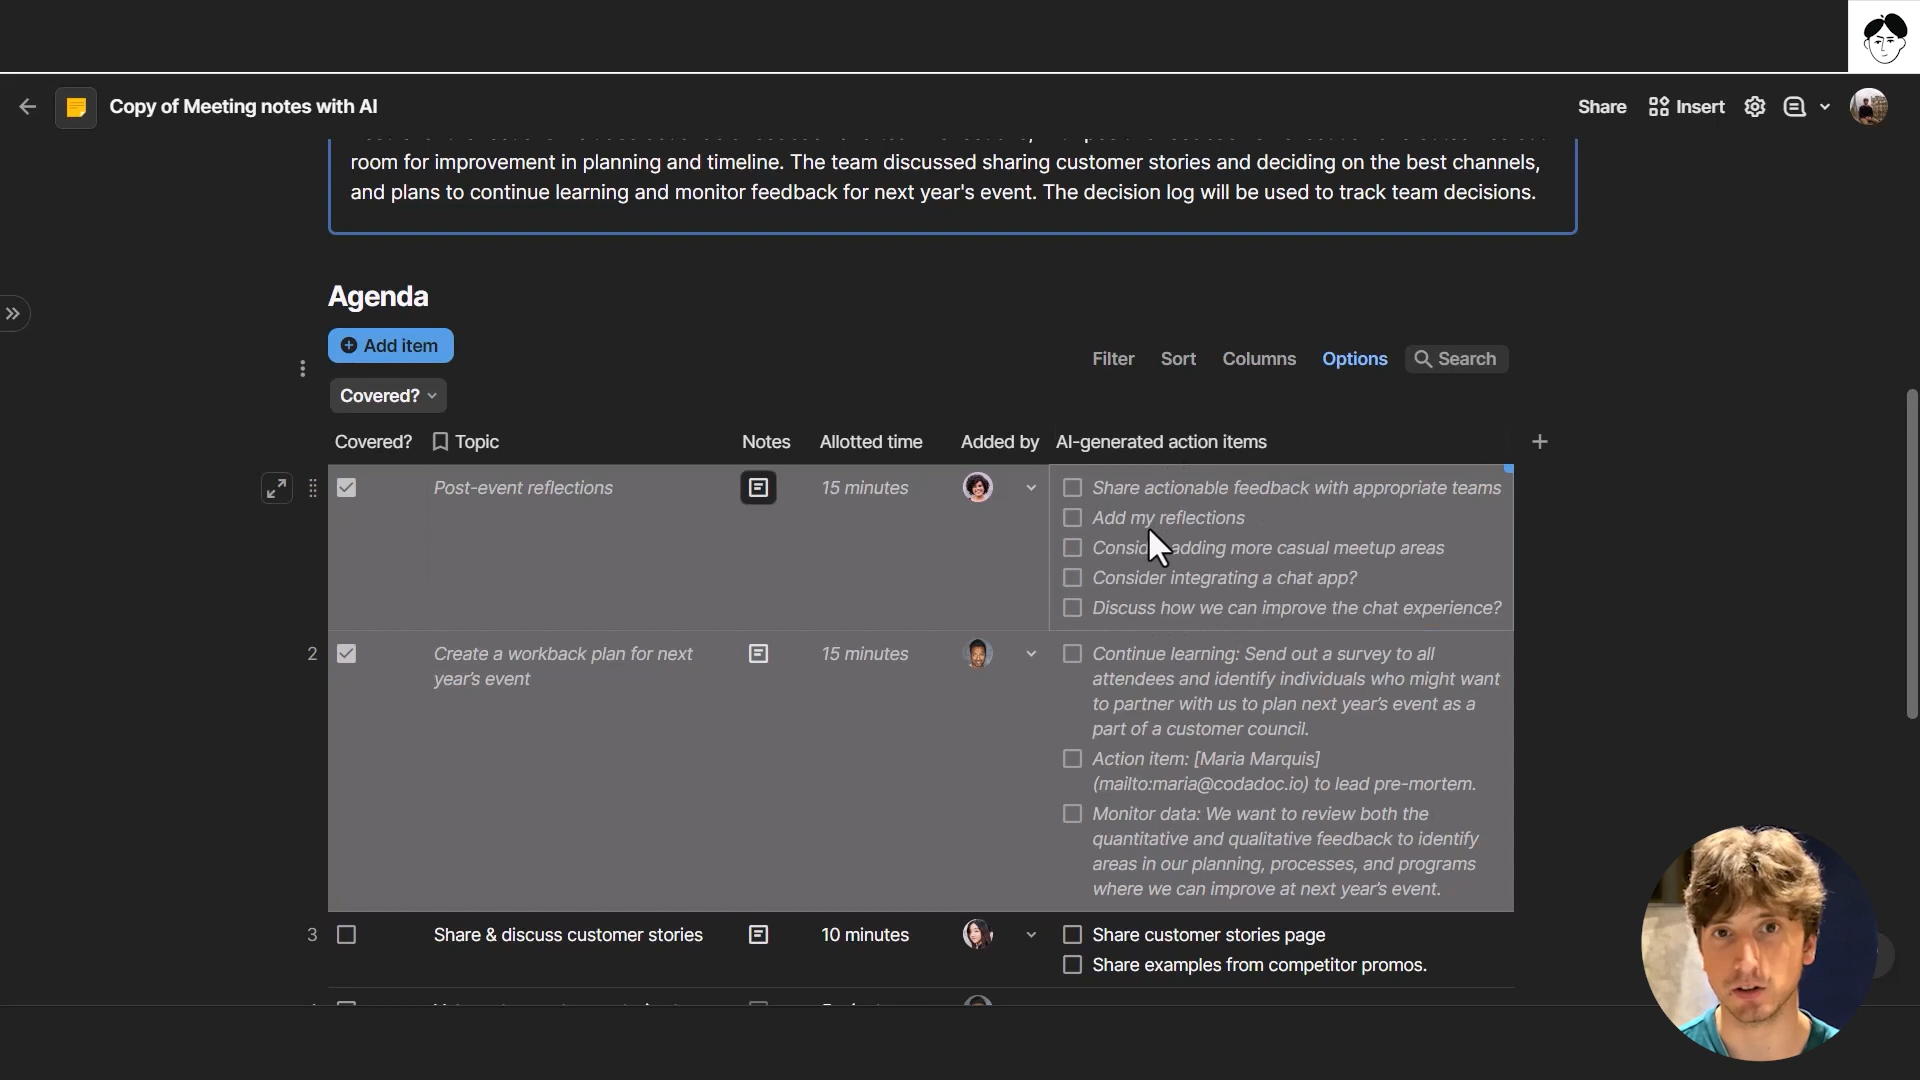 Copy of Meeting notes with AI
Share
Insert
room for improvement in planning and timeline. The team discussed sharing customer stories and deciding on the best channels,
and plans to continue learning and monitor feedback for next year's event. The decision log will be used to track team decisions.
Agenda
Add item
Filter
Sort
Columns
Options
Search
Covered?
Covered?
Topic
Notes
Allotted time
Added by
AI-generated action items
Post-event reflections
15 minutes
Share actionable feedback with appropriate teams
Add my reflections
adding more casual meetup areas
Consider integrating a chat app?
Discuss how we can improve the chat experience?
2
Create a workback plan for next
year's event
15 minutes
Continue learning: Send out a survey to all
attendees and identify individuals who might want
to partner with us to plan next year's event as a
part of a customer council.
Action item: [Maria Marquis]
(mailto:maria@codadoc.io) to lead pre-mortem.
Monitor data: We want to review both the
quantitative and qualitative feedback to identify
areas in our planning, processes, and programs
where we can improve at next year's event.
3
Share & discuss customer stories
10 minutes
Share customer stories page
Share examples from competitor promos.